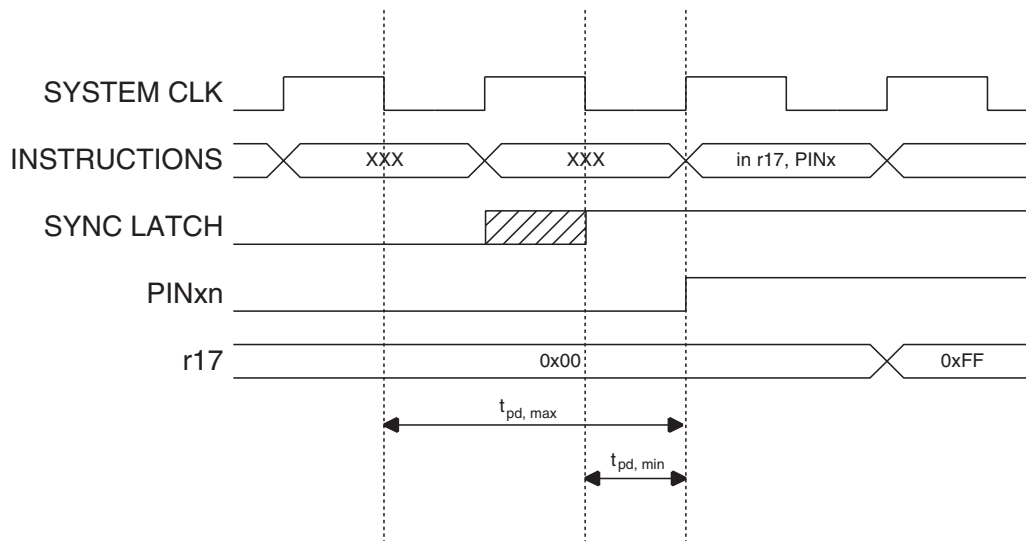 SYSTEM CLK
INSTRUCTIONS XXX XXX in r17, PINx
SYNC LATCH
PINxn
r17 0x00 0xFF
tpd, max
tpd, min